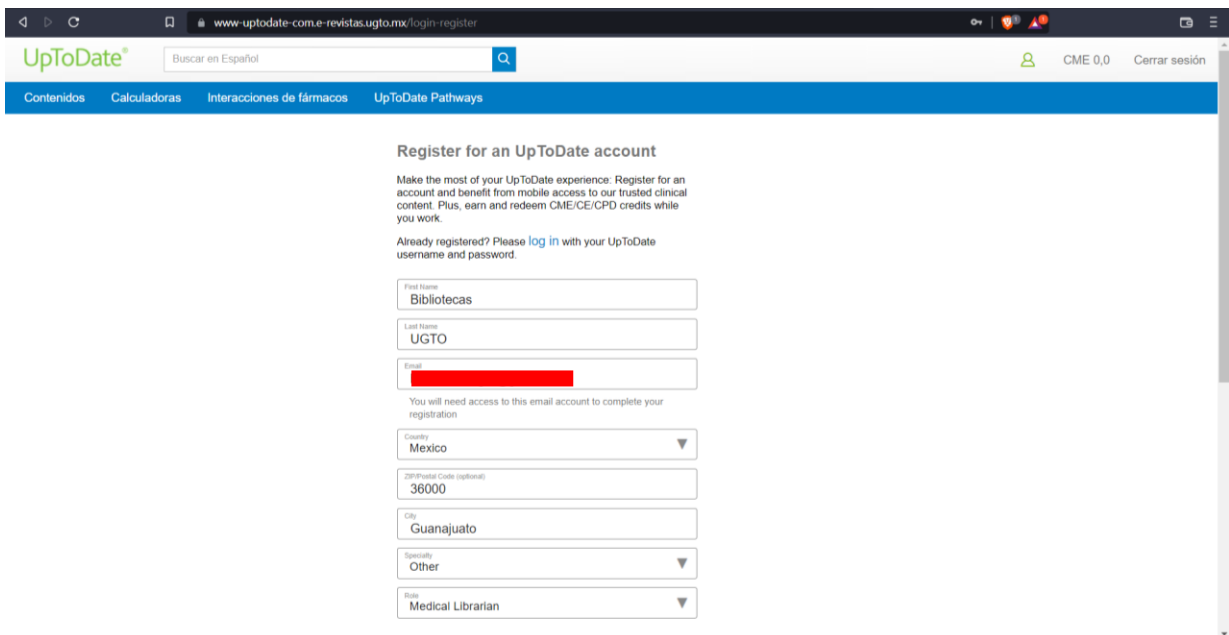 www-uptodate-com.e-revistas.ugto.mx/login-register
UpToDate®
Buscar en Español
CME 0,0
Cerrar sesión
Contenidos
Calculadoras
Interacciones de fármacos
UpToDate Pathways
Register for an UpToDate account
Make the most of your UpToDate experience: Register for an
account and benefit from mobile access to our trusted clinical
content. Plus, earn and redeem CME/CE/CPD credits while
you work.
Already registered? Please log in with your UpToDate
username and password.
First Name
Bibliotecas
Last Name
UGTO
Email
You will need access to this email account to complete your
registration
Country
Mexico
ZIP/Postal Code (optional)
36000
City
Guanajuato
Specialty
Other
Role
Medical Librarian